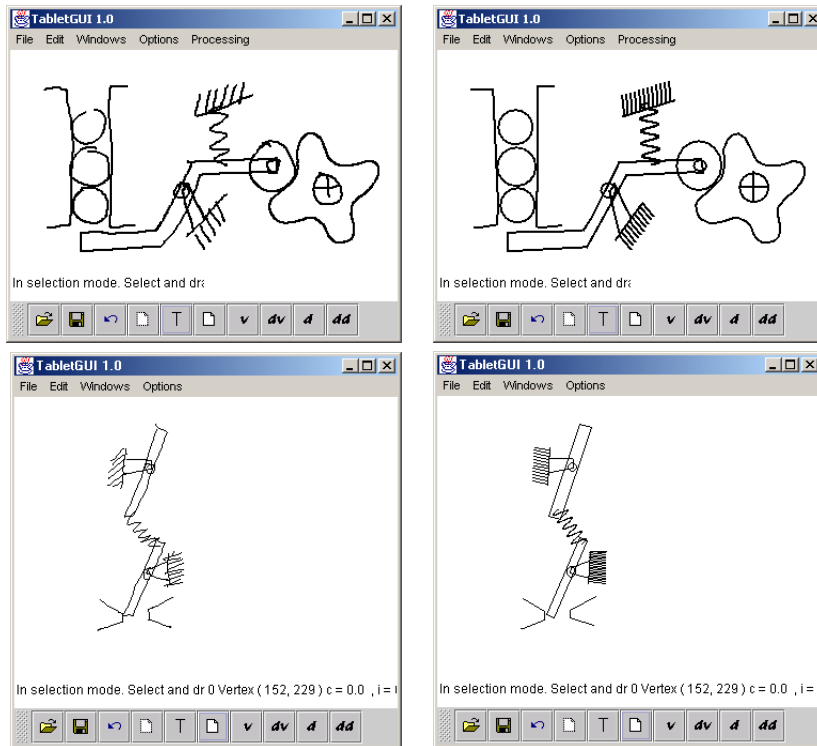 TabletGUI 1.0
File Edit Windows Options Processing
In selection mode. Select and dra
T v dv d dd
TabletGUI 1.0
File Edit Windows Options Processing
In selection mode. Select and dra
T v dv d dd
TabletGUI 1.0
File Edit Windows Options
In selection mode. Select and dr 0 Vertex ( 152, 229 ) c = 0.0 , i =
T v dv d dd
TabletGUI 1.0
File Edit Windows Options
In selection mode. Select and dr 0 Vertex ( 152, 229 ) c = 0.0 , i =
T v dv d dd